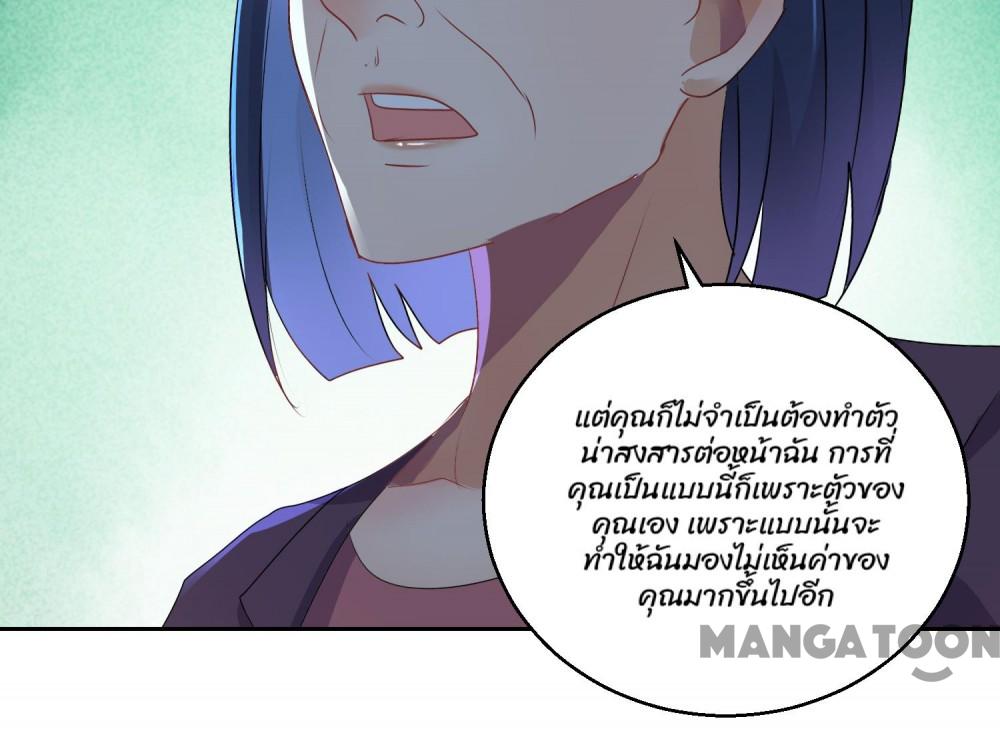 แต่คุณก็ไม่จำเป็นต้องทำตัว
น่าสงสารต่อหน้าฉัน การที่
คุณเป็นแบบนี้ก็เพราะตัวของ
คุณเอง เพราะแบบนั้นจะ
ทำให้ฉันมองไม่เห็นค่าของ
คุณมากขึ้นไปอีก
MANGATOON